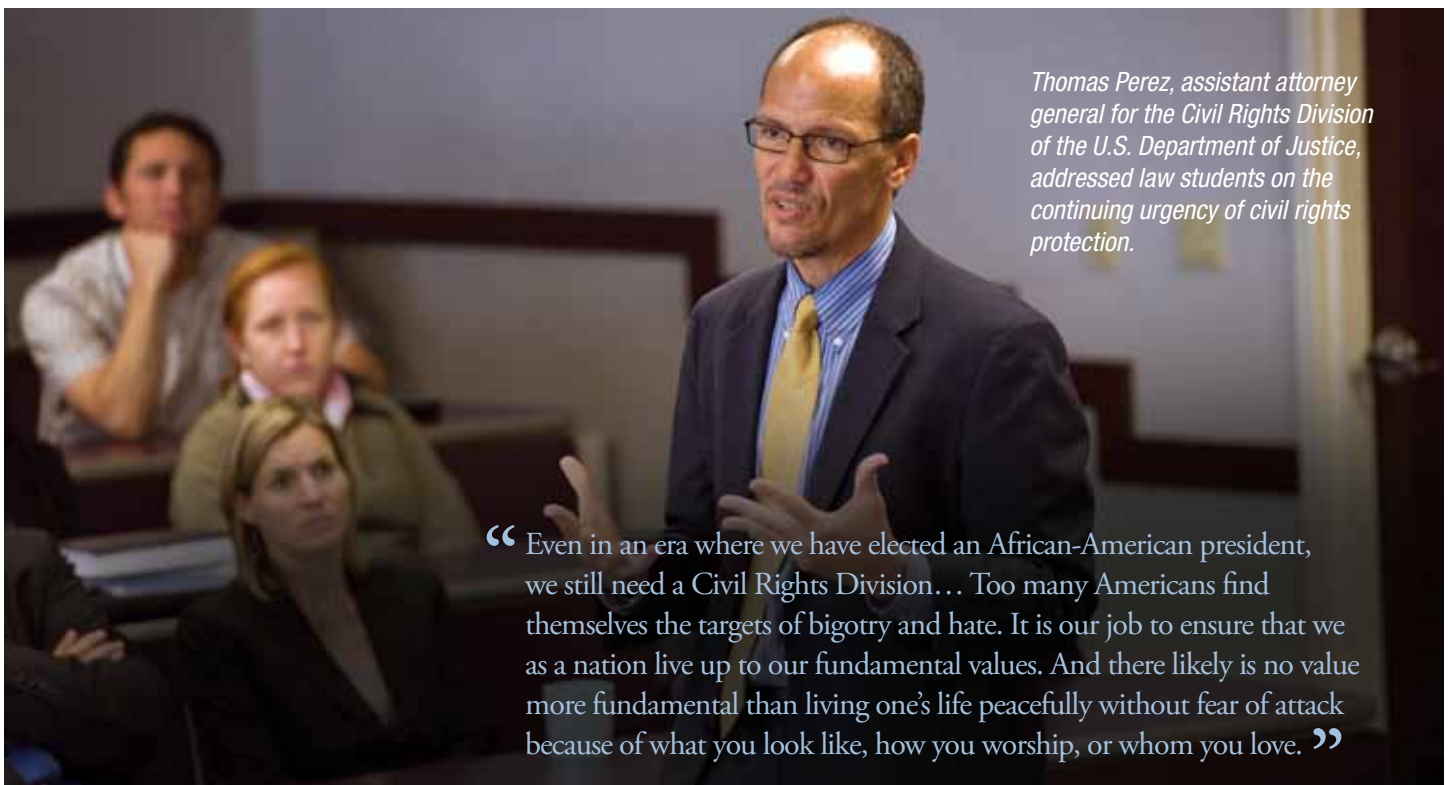 Thomas Perez, assistant attorney
general for the Civil Rights Division
of the U.S. Department of Justice,
addressed law students on the
continuing urgency of civil rights
protection.
“ Even in an era where we have elected an African-American president,
we still need a Civil Rights Division… Too many Americans find
themselves the targets of bigotry and hate. It is our job to ensure that we
as a nation live up to our fundamental values. And there likely is no value
more fundamental than living one’s life peacefully without fear of attack
because of what you look like, how you worship, or whom you love. ”